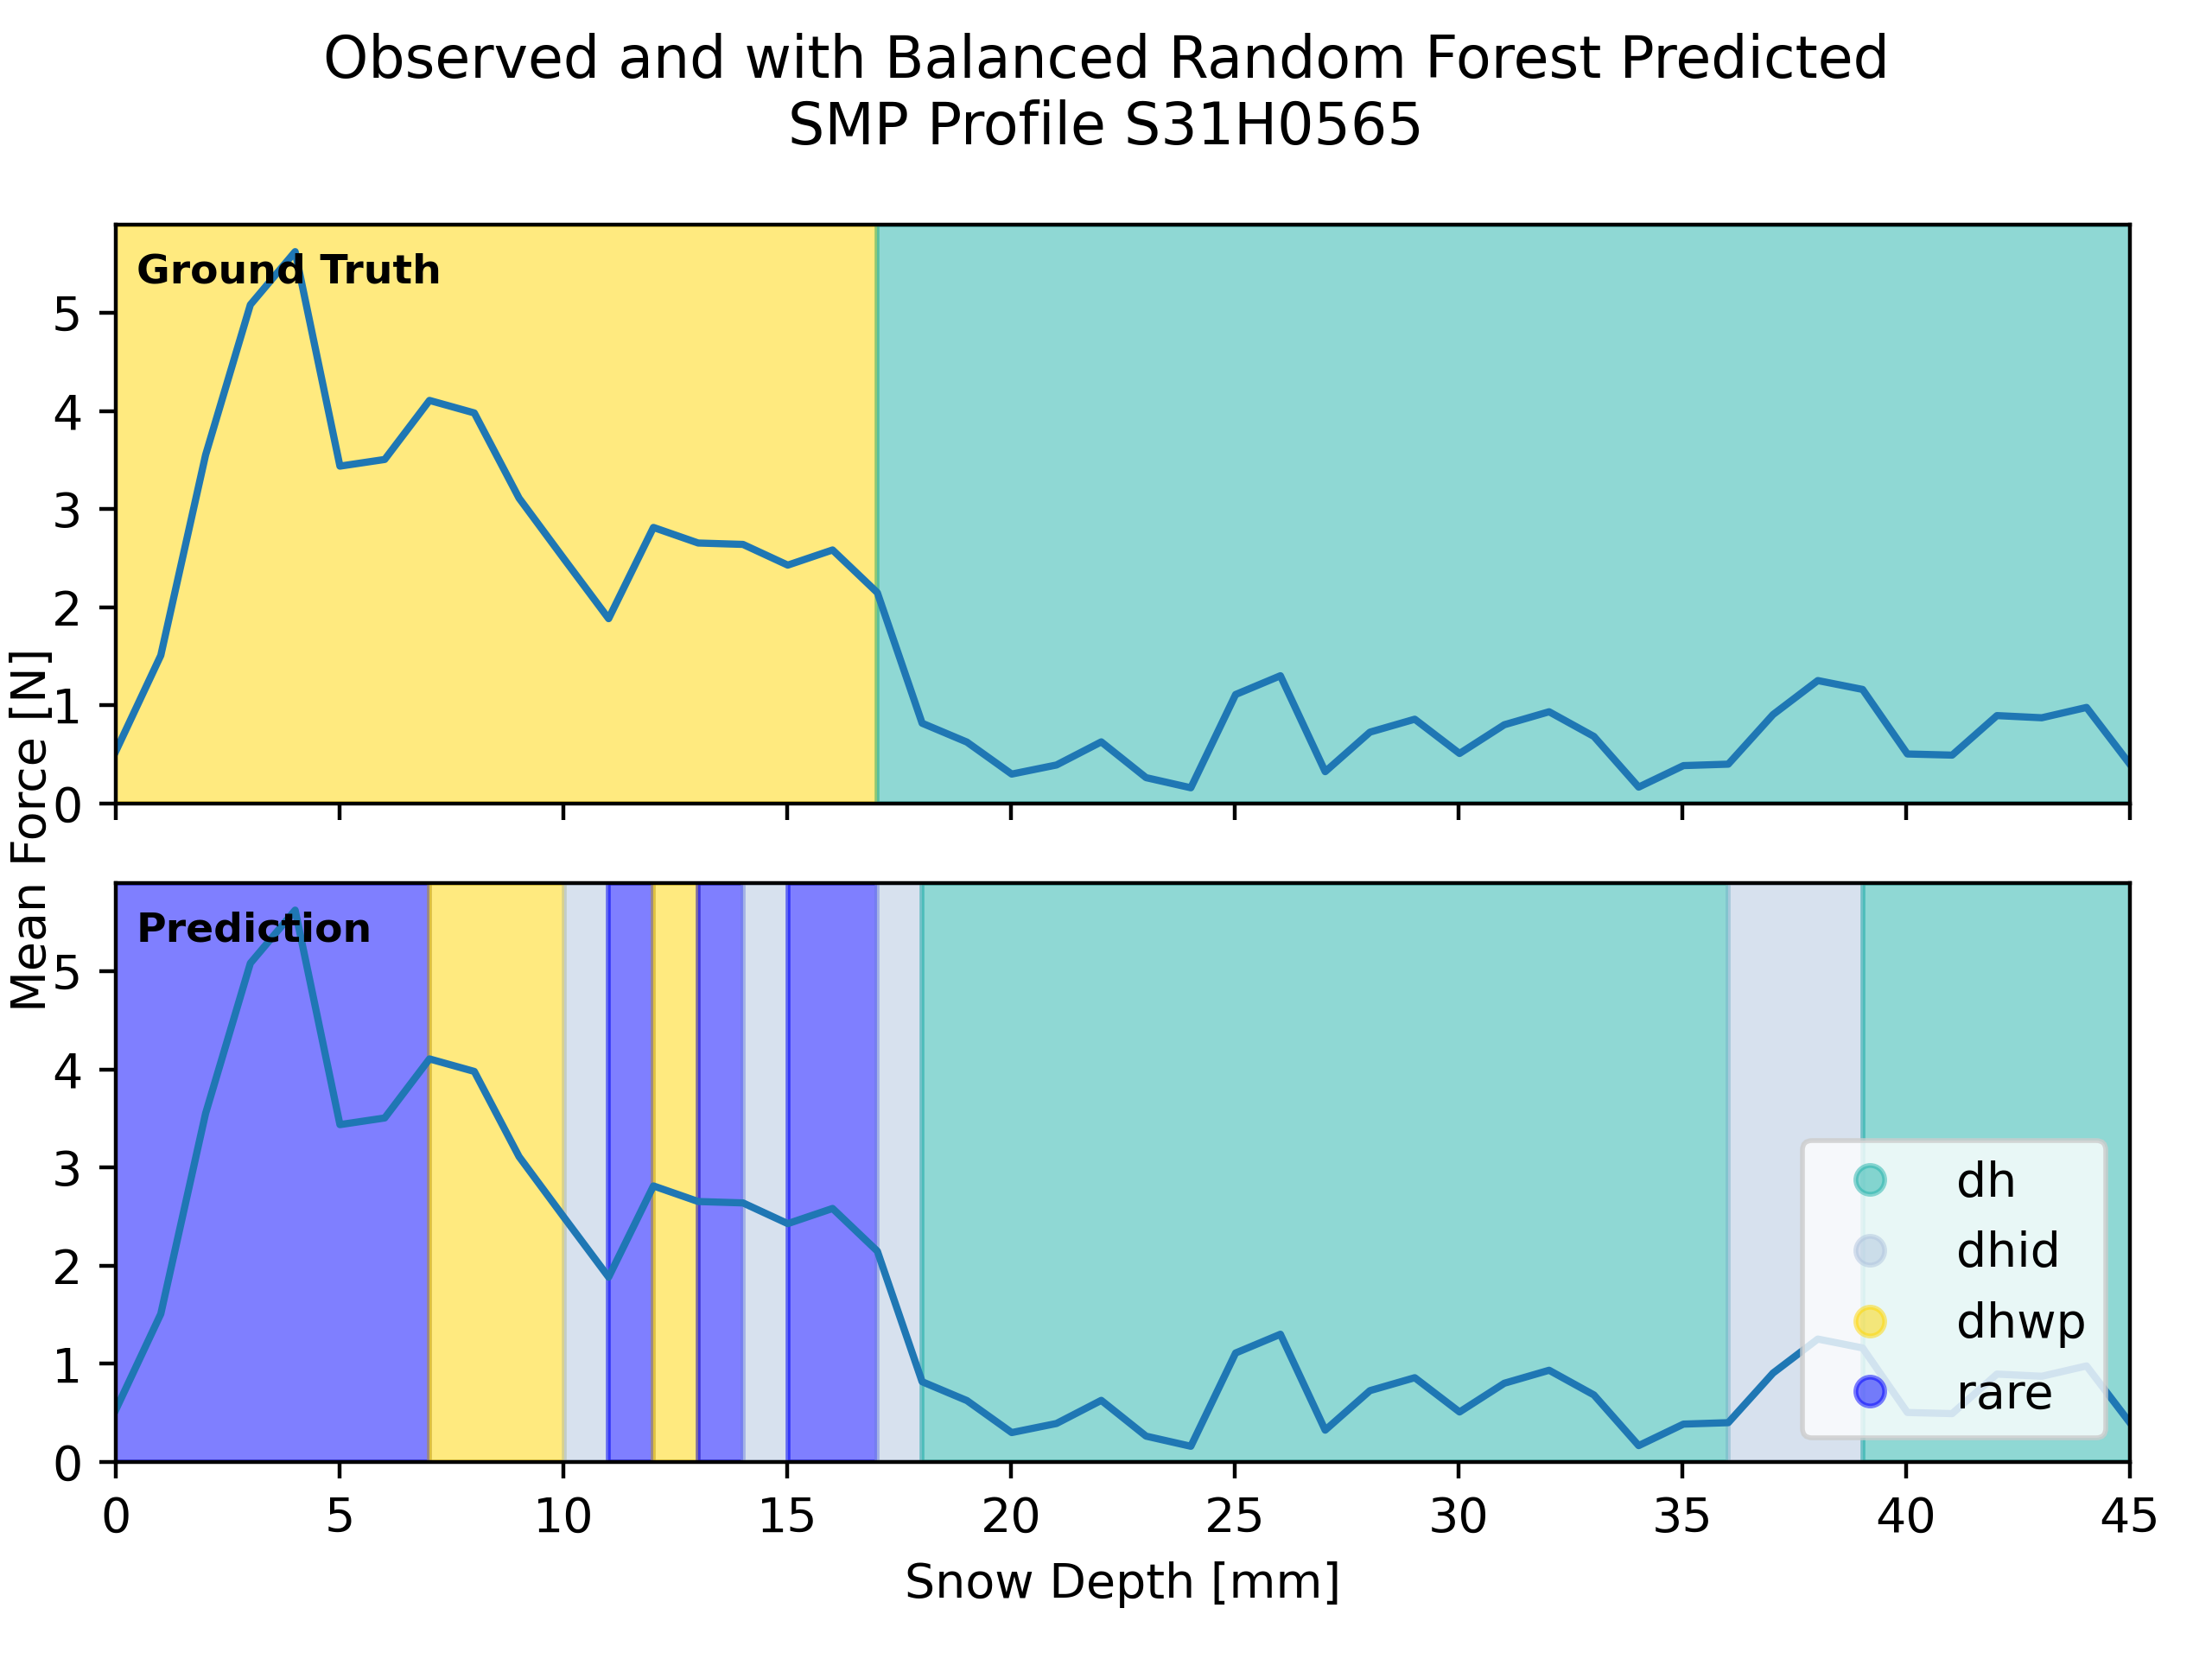 Observed and with Balanced Random Forest Predicted
SMP Profile S31H0565
Mean Force [N]
Ground Truth
5
4
3
2
1
0
Prediction
5
4
3
2
1
0
dh
dhid
dhwp
rare
0 5 10 15 20 25 30 35 40 45
Snow Depth [mm]